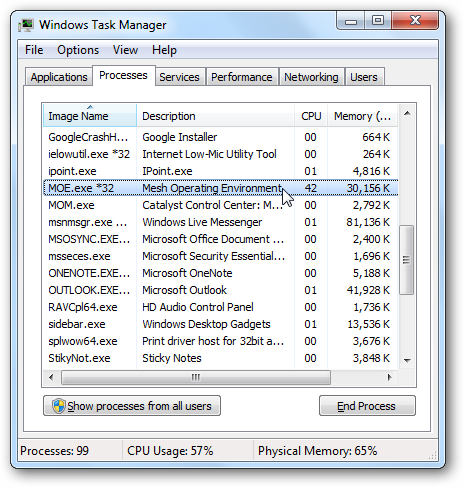 Windows Task Manager
File Options View Help
Applications Processes Services Performance Networking Users
Image Name Description CPU Memory (...
GoogleCrashH... Google Installer 00 664 K
ielowutil.exe *32 Internet Low-Mic Utility Tool 00 264 K
ipoint.exe IPoint.exe 01 4,816 K
MOE.exe *32 Mesh Operating Environment 42 30,156 K
MOM.exe Catalyst Control Center: M... 00 2,792 K
msnmsgr.exe ... Windows Live Messenger 01 81,136 K
MSOSYNC.EXE... Microsoft Office Document ... 00 2,400 K
msseces.exe Microsoft Security Essential... 00 1,696 K
ONENOTE.EXE... Microsoft OneNote 00 5,188 K
OUTLOOK.EXE... Microsoft Outlook 01 41,928 K
RAVCpl64.exe HD Audio Control Panel 00 1,736 K
sidebar.exe Windows Desktop Gadgets 01 13,536 K
splwow64.exe Print driver host for 32bit a... 00 3,676 K
StikyNot.exe Sticky Notes 00 3,848 K
Show processes from all users End Process
Processes: 99 CPU Usage: 57% Physical Memory: 65%